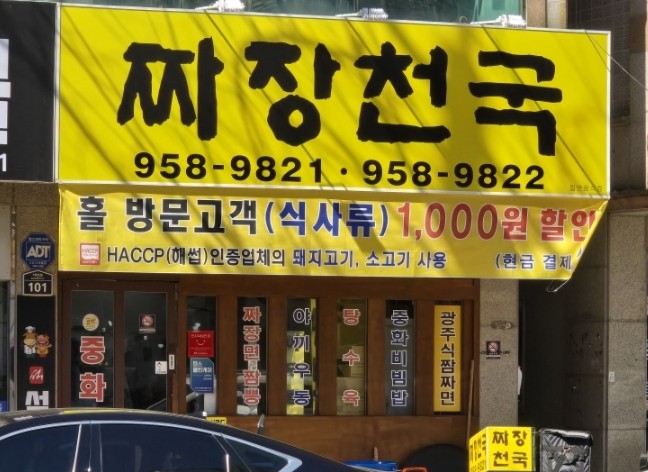 짜장천국
958-9821·958-9822
홀 방문고객(식사류)1,000원 할인
HACCP(해썹)인증업체의 돼지고기, 소고기 사용 (현금 결제
ADT
101
중화
짜장면짬뽕
야끼우동
탕수육
중화비빔밥
광주식짬짜면
짜장
천국
958-9821